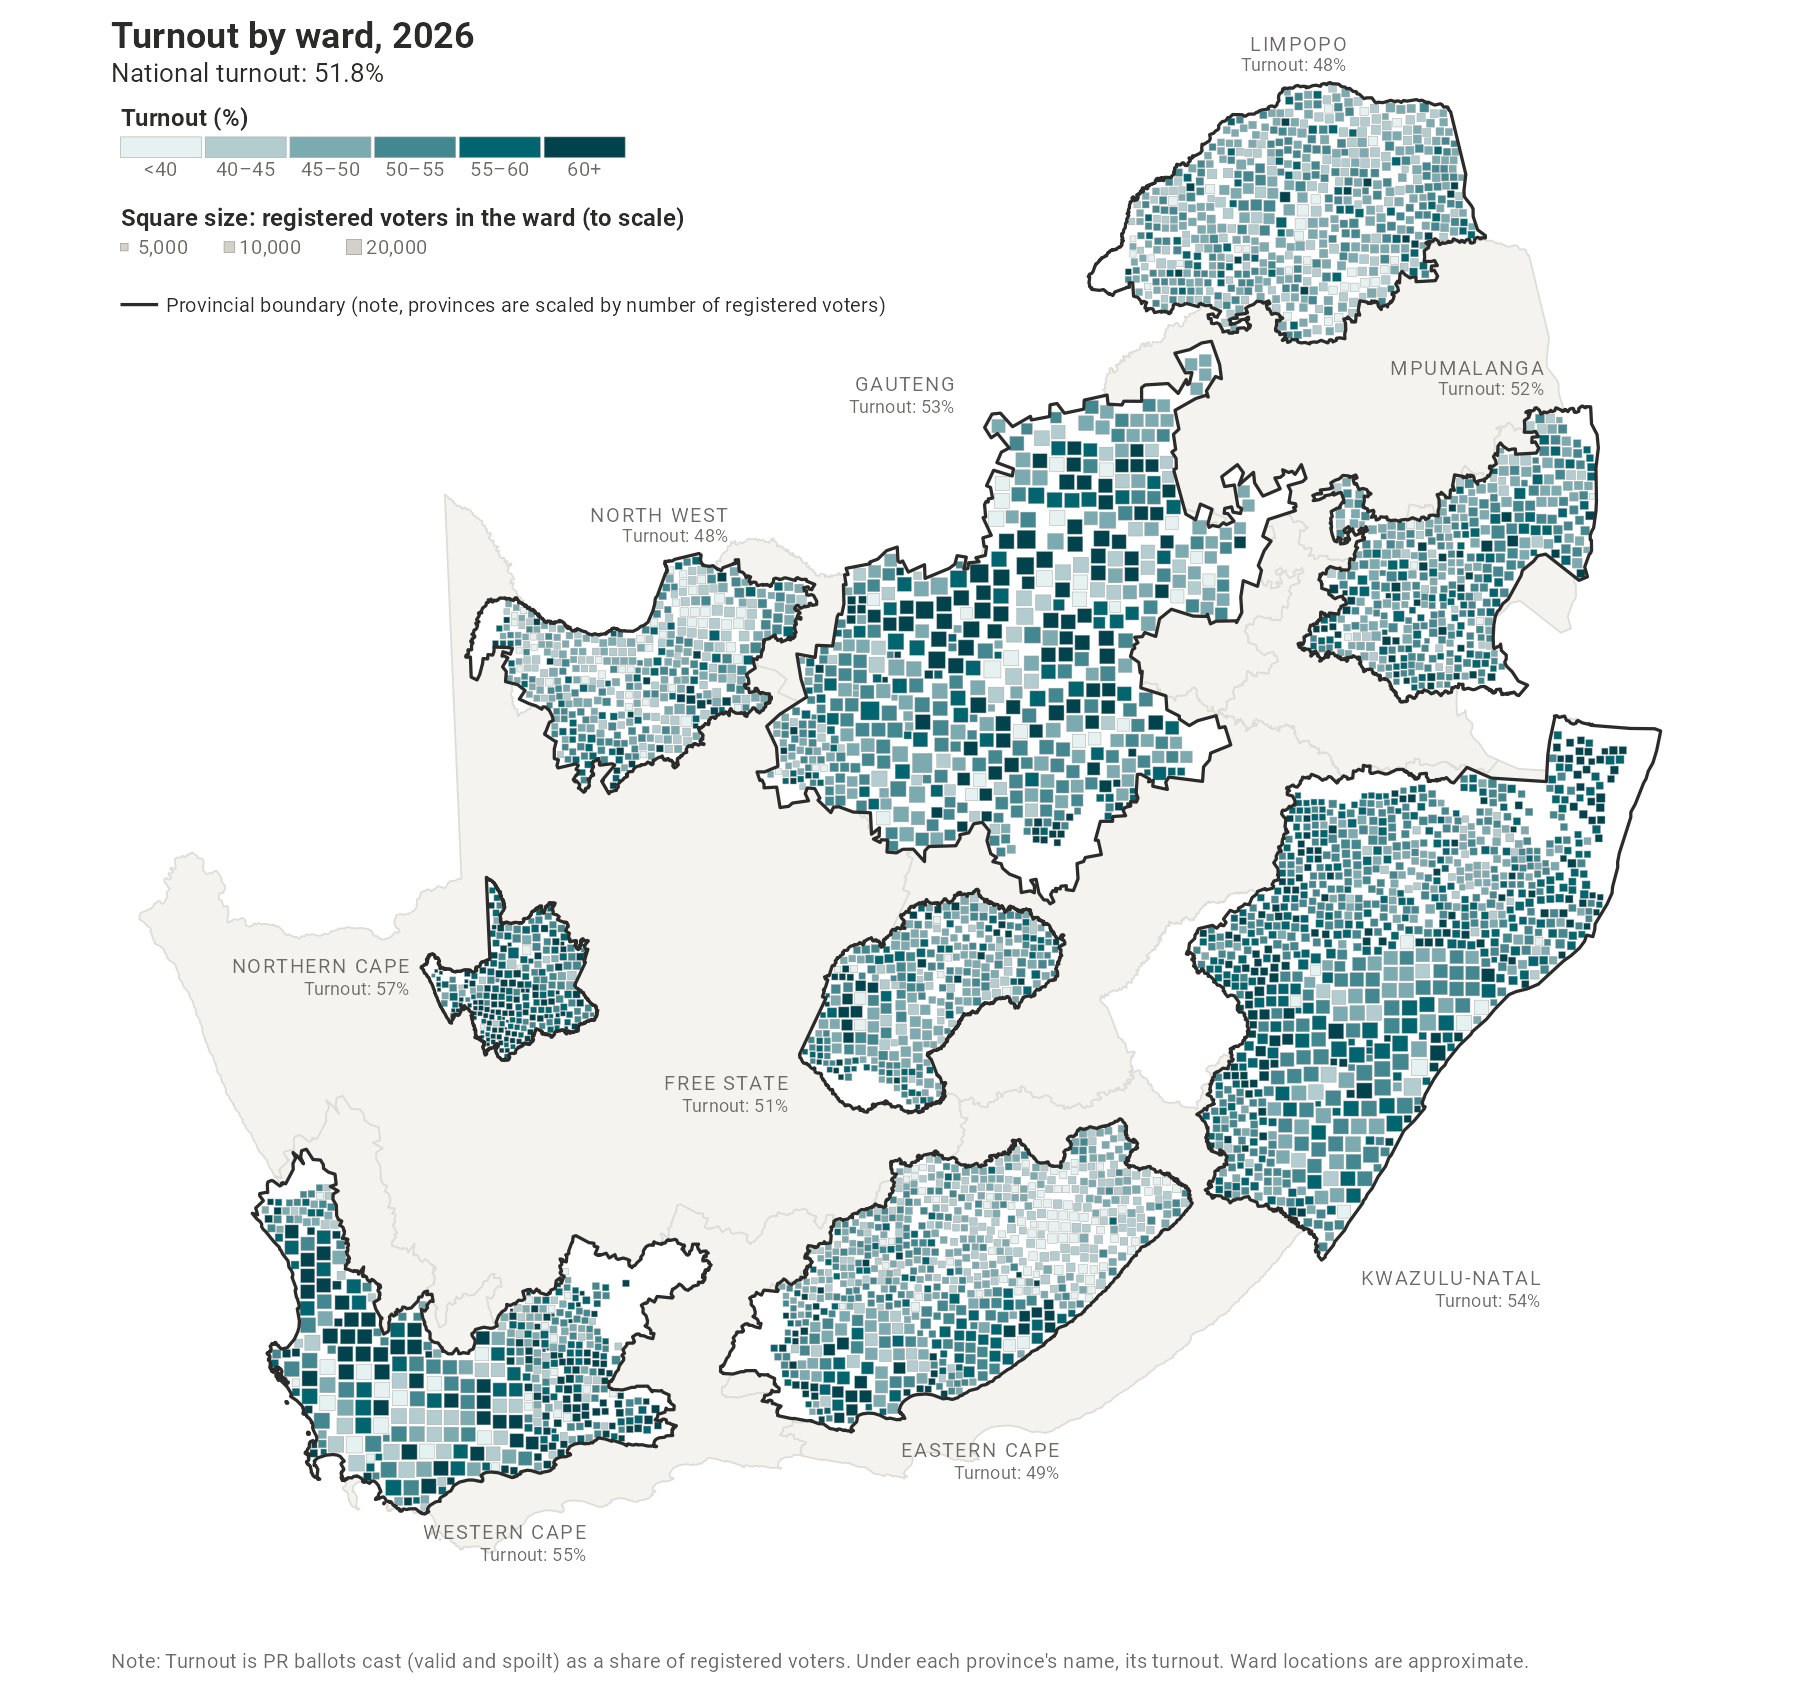 Turnout by ward, 2026
National turnout: 51.8%
Turnout (%)
<40 40–45 45–50 50–55 55–60 60+
Square size: registered voters in the ward (to scale)
5,000 10,000 20,000
Provincial boundary (note, provinces are scaled by number of registered voters)
LIMPOPO
Turnout: 48%
MPUMALANGA
Turnout: 52%
GAUTENG
Turnout: 53%
NORTH WEST
Turnout: 48%
NORTHERN CAPE
Turnout: 57%
FREE STATE
Turnout: 51%
KWAZULU-NATAL
Turnout: 54%
EASTERN CAPE
Turnout: 49%
WESTERN CAPE
Turnout: 55%
Note: Turnout is PR ballots cast (valid and spoilt) as a share of registered voters. Under each province's name, its turnout. Ward locations are approximate.